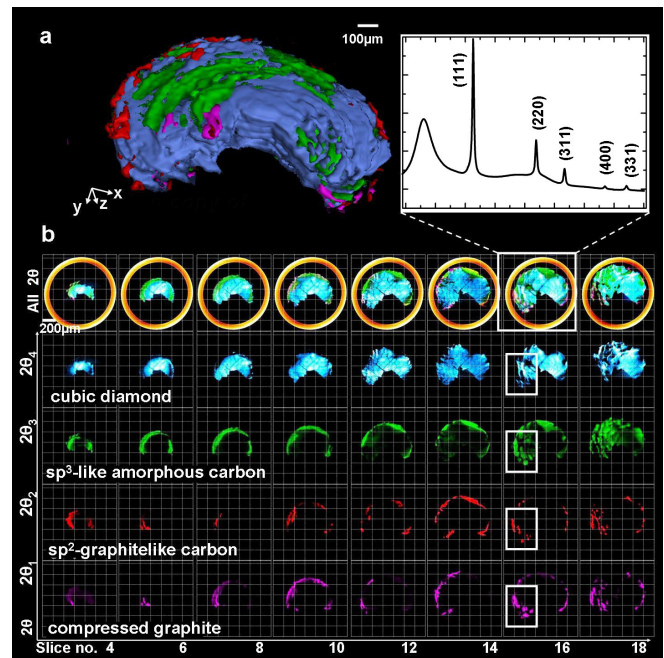 a
100µm
(111)
(220)
(311)
(400)
(331)
y
z
x
b
All 2θ
200µm
2θ4
cubic diamond
2θ3
sp³-like amorphous carbon
2θ2
sp²-graphitelike carbon
2θ1
compressed graphite
2θ
Slice no. 4 6 8 10 12 14 16 18